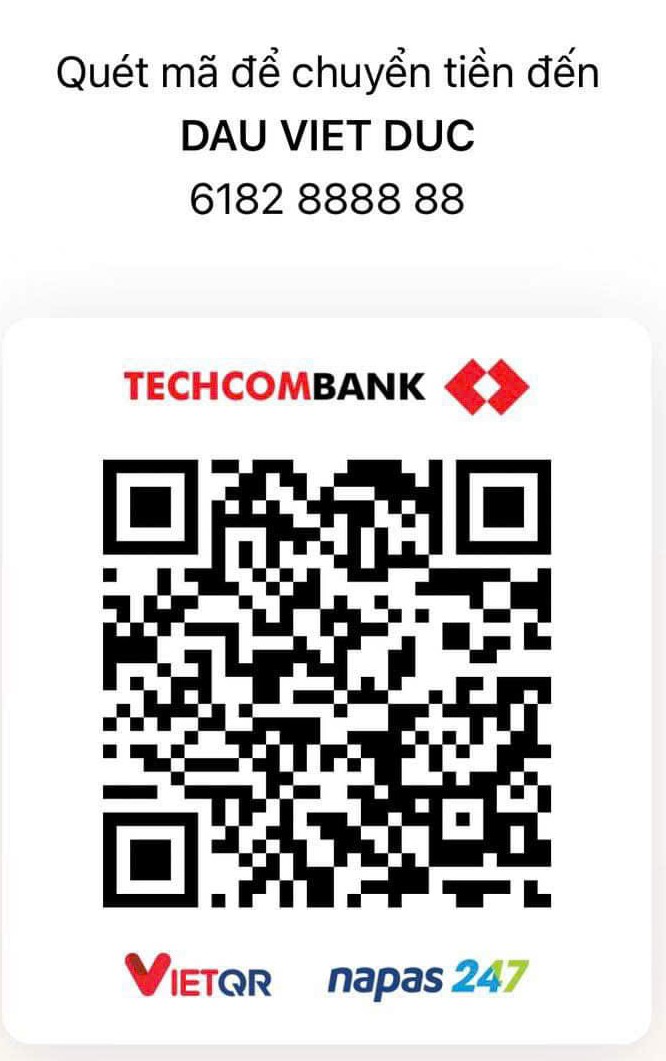 Quét mã để chuyển tiền đến
DAU VIET DUC
6182 8888 88
TECHCOMBANK
VIETQR
napas 247